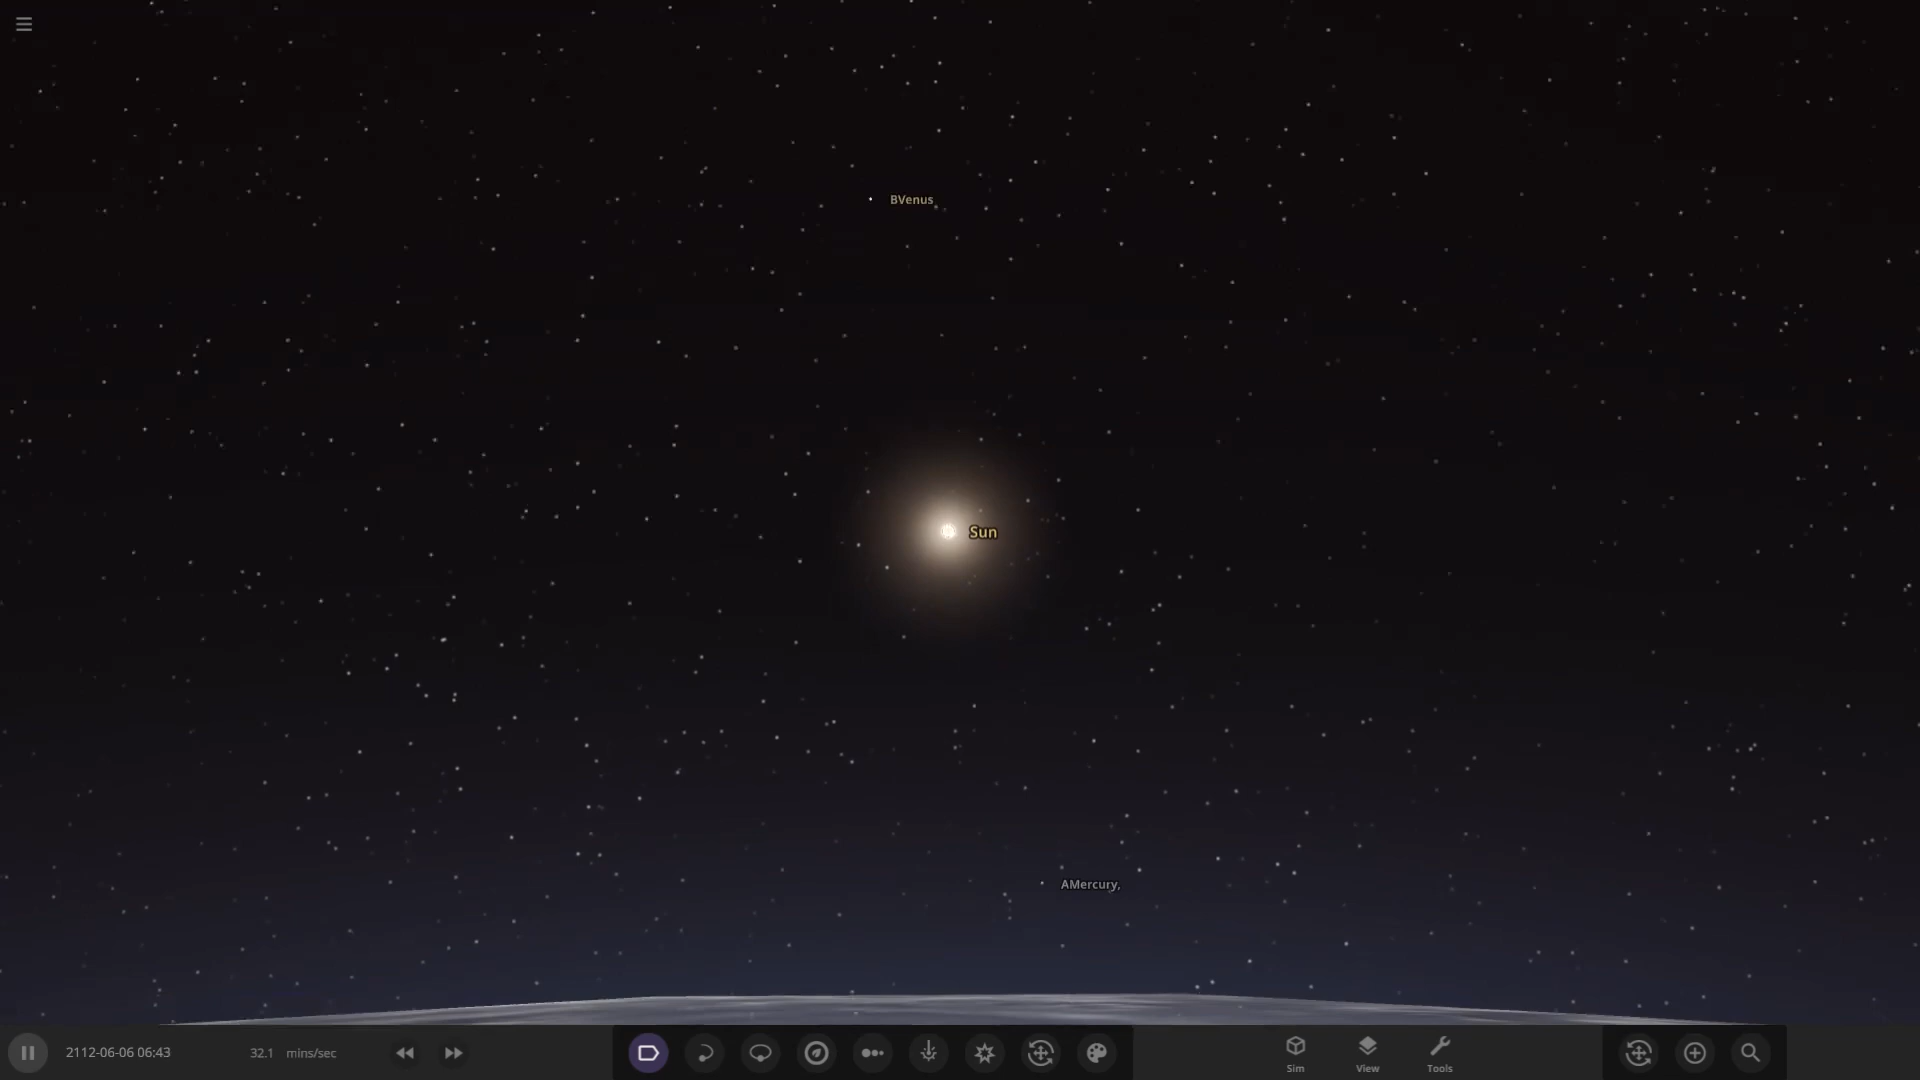 BVenus
Sun
AMercury,
2112-06-06 06:43
32.1 mins/sec
Sim
View
Tools